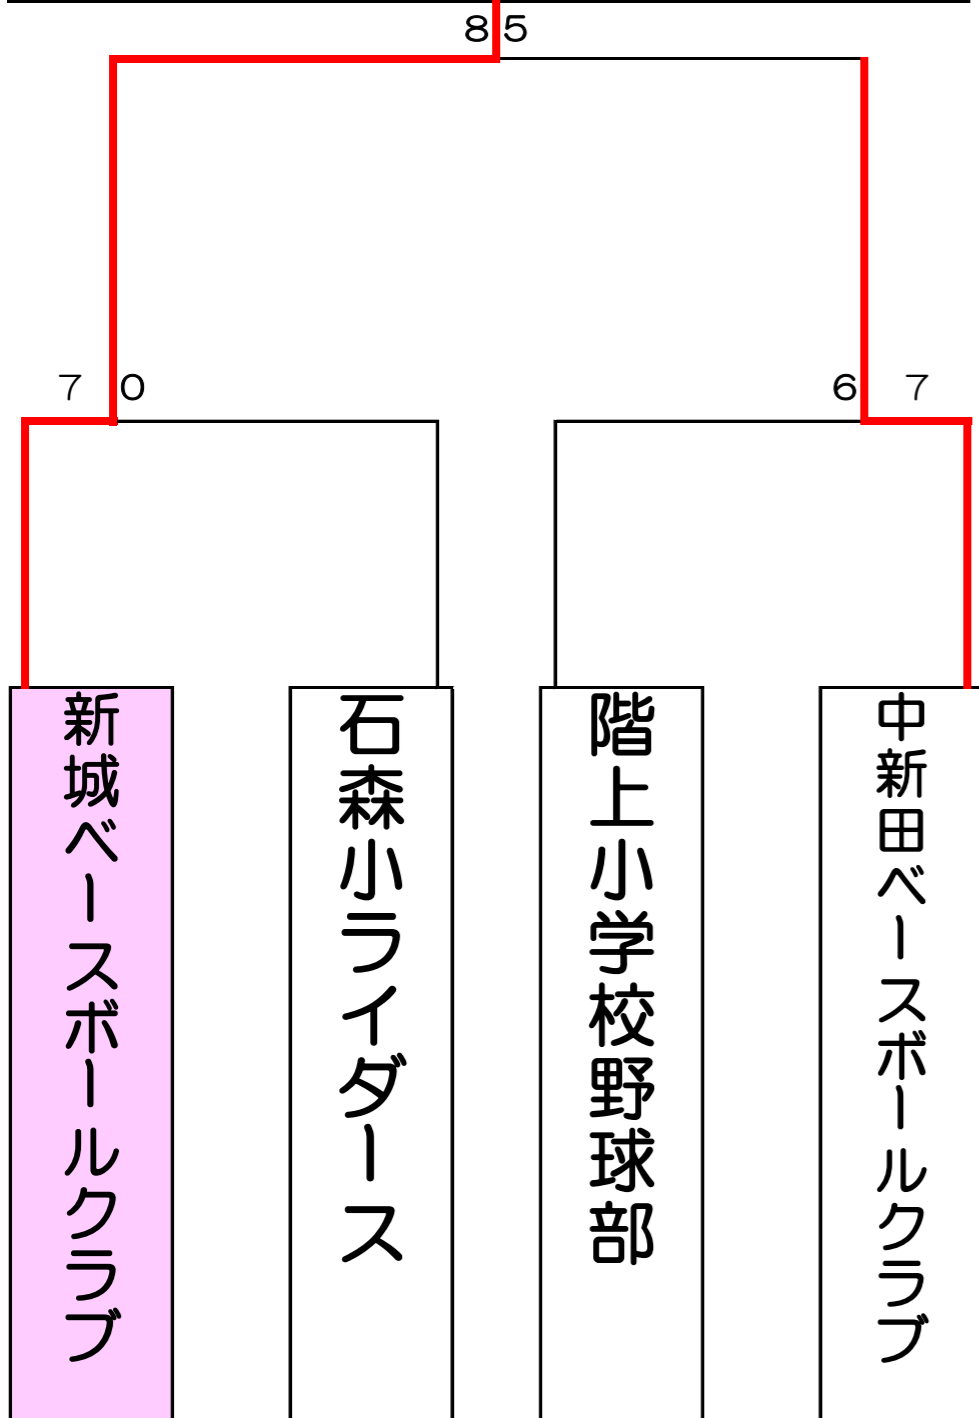 8 5
7 0
6 7
新城ベースボールクラブ
石森小ライダース
階上小学校野球部
中新田ベースボールクラブ